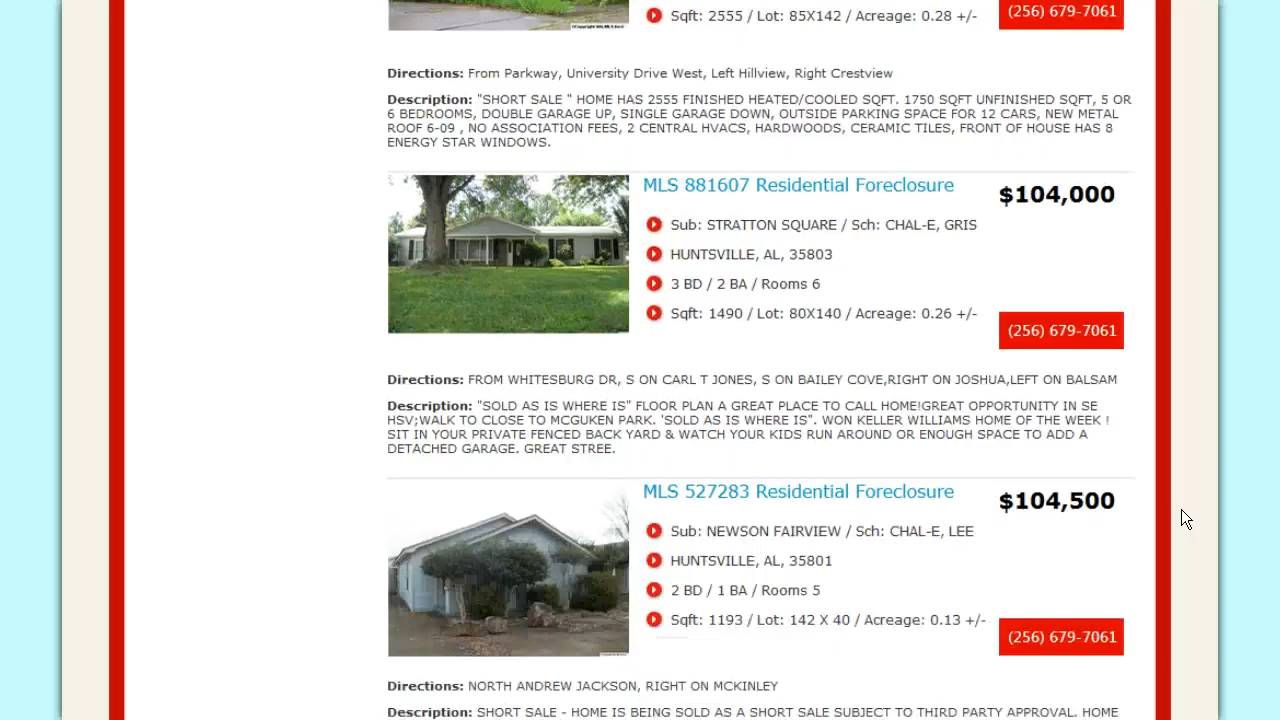 Sqft: 2555 / Lot: 85X142 / Acreage: 0.28 +/-
(256) 679-7061
Directions: From Parkway, University Drive West, Left Hillview, Right Crestview
Description: "SHORT SALE " HOME HAS 2555 FINISHED HEATED/COOLED SQFT. 1750 SQFT UNFINISHED SQFT, 5 OR
6 BEDROOMS, DOUBLE GARAGE UP, SINGLE GARAGE DOWN, OUTSIDE PARKING SPACE FOR 12 CARS, NEW METAL
ROOF 6-09 , NO ASSOCIATION FEES, 2 CENTRAL HVACS, HARDWOODS, CERAMIC TILES, FRONT OF HOUSE HAS 8
ENERGY STAR WINDOWS.
MLS 881607 Residential Foreclosure
$104,000
Sub: STRATTON SQUARE / Sch: CHAL-E, GRIS
HUNTSVILLE, AL, 35803
3 BD / 2 BA / Rooms 6
Sqft: 1490 / Lot: 80X140 / Acreage: 0.26 +/-
(256) 679-7061
Directions: FROM WHITESBURG DR, S ON CARL T JONES, S ON BAILEY COVE,RIGHT ON JOSHUA,LEFT ON BALSAM
Description: "SOLD AS IS WHERE IS" FLOOR PLAN A GREAT PLACE TO CALL HOME!GREAT OPPORTUNITY IN SE
HSV;WALK TO CLOSE TO MCGUKEN PARK. 'SOLD AS IS WHERE IS". WON KELLER WILLIAMS HOME OF THE WEEK !
SIT IN YOUR PRIVATE FENCED BACK YARD & WATCH YOUR KIDS RUN AROUND OR ENOUGH SPACE TO ADD A
DETACHED GARAGE. GREAT STREE.
MLS 527283 Residential Foreclosure
$104,500
Sub: NEWSON FAIRVIEW / Sch: CHAL-E, LEE
HUNTSVILLE, AL, 35801
2 BD / 1 BA / Rooms 5
Sqft: 1193 / Lot: 142 X 40 / Acreage: 0.13 +/-
(256) 679-7061
Directions: NORTH ANDREW JACKSON, RIGHT ON MCKINLEY
Description: SHORT SALE - HOME IS BEING SOLD AS A SHORT SALE SUBJECT TO THIRD PARTY APPROVAL. HOME